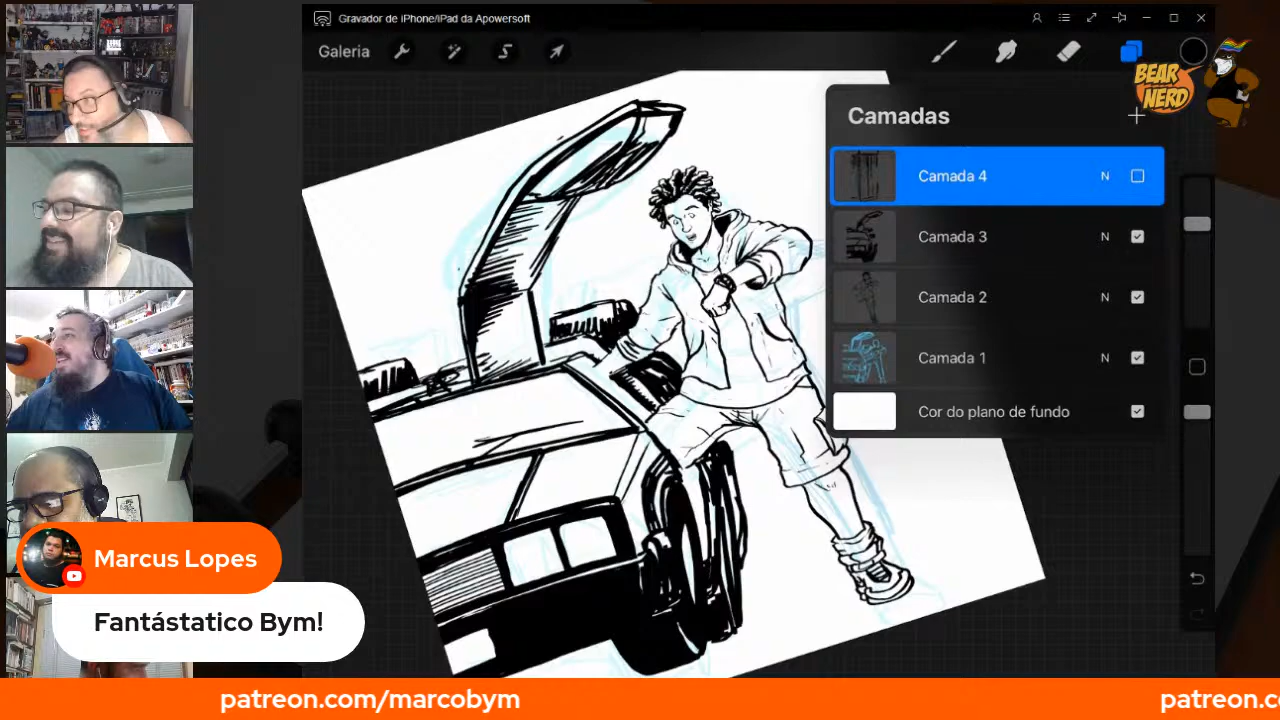 Gravador de iPhone/iPad da Apowersoft
Galeria
BEAR
NERD
Camadas
Camada 4 N
Camada 3 N
Camada 2 N
Camada 1 N
Cor do plano de fundo
Marcus Lopes
Fantástatico Bym!
patreon.com/marcobym
patreon.c